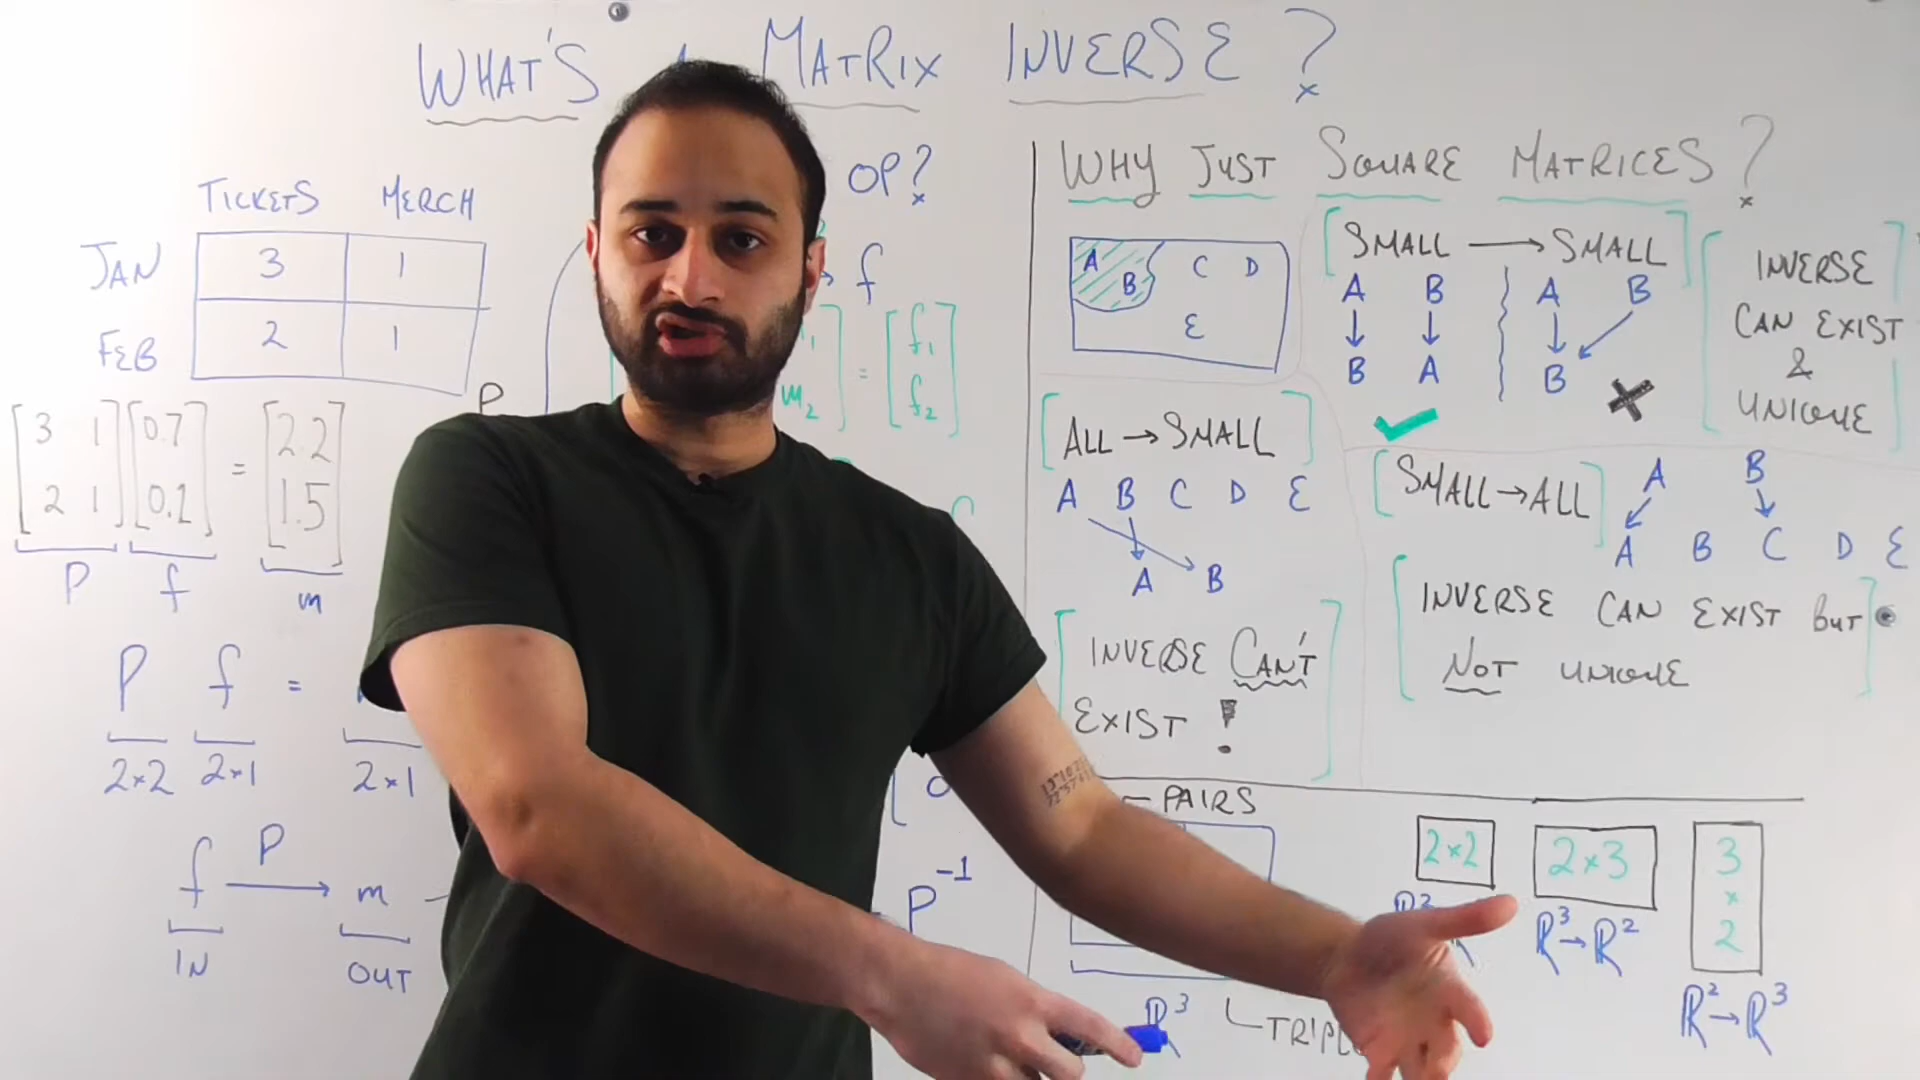 WHAT'S A MATRIX INVERSE?
TICKETS MERCH
JAN 3 1
FEB 2 1
P
[3 1] [0.7] = [2.2]
[2 1] [0.1] [1.5]
P f m
P f =
2×2 2×1 2×1
f P→ m
IN OUT
OP?
→ f
m₂ = [f₁ f₂]
P⁻¹
WHY JUST SQUARE MATRICES?
A B C D E
[SMALL → SMALL]
A B A B
↓ ↓ ↓ ↙
B A B
✓ ✗
[INVERSE
CAN EXIST
&
UNIQUE]
[ALL → SMALL]
A B C D E
A B
[INVERSE CAN'T
EXIST!]
[SMALL → ALL]
A B
A B C D E
[INVERSE CAN EXIST BUT
NOT UNIQUE]
PAIRS
R³
2×2 2×3 3×2
R³→R²
R²→R³